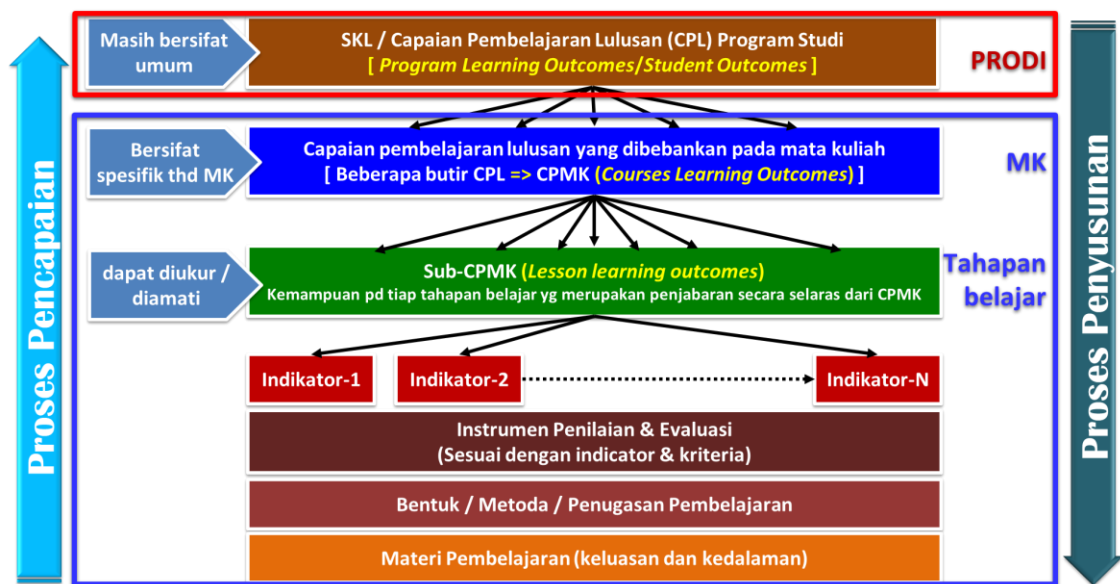 Masih bersifat
umum
SKL / Capaian Pembelajaran Lulusan (CPL) Program Studi
[ Program Learning Outcomes/Student Outcomes ]
PRODI
Bersifat
spesifik thd MK
Capaian pembelajaran lulusan yang dibebankan pada mata kuliah
[ Beberapa butir CPL => CPMK (Courses Learning Outcomes) ]
MK
dapat diukur /
diamati
Sub-CPMK (Lesson learning outcomes)
Kemampuan pd tiap tahapan belajar yg merupakan penjabaran secara selaras dari CPMK
Tahapan
belajar
Indikator-1
Indikator-2
Indikator-N
Instrumen Penilaian & Evaluasi
(Sesuai dengan indicator & kriteria)
Bentuk / Metoda / Penugasan Pembelajaran
Materi Pembelajaran (keluasan dan kedalaman)
Proses Pencapaian
Proses Penyusunan